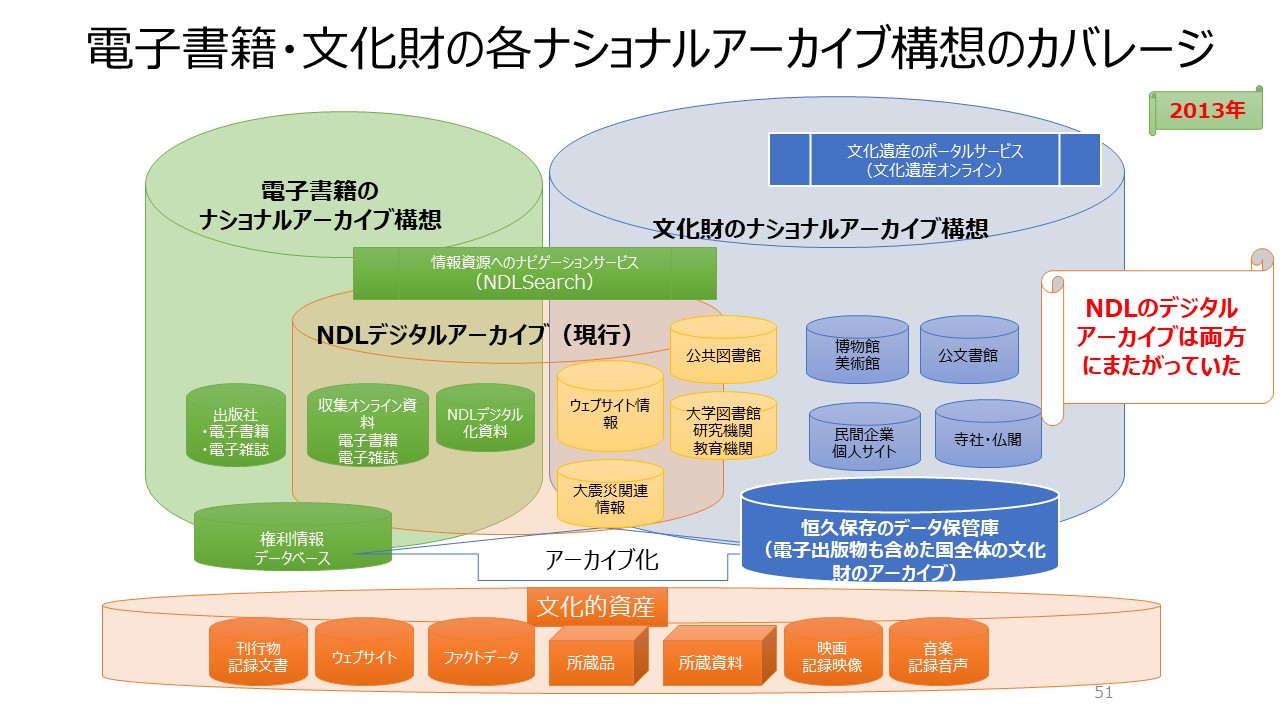 電子書籍・文化財の各ナショナルアーカイブ構想のカバレージ
2013年
文化遺産のポータルサービス
（文化遺産オンライン）
電子書籍の
ナショナルアーカイブ構想
文化財のナショナルアーカイブ構想
情報資源へのナビゲーションサービス
（NDLSearch）
NDLのデジタル
アーカイブは両方
にまたがっていた
NDLデジタルアーカイブ（現行）
公共図書館
博物館
美術館
公文書館
出版社
・電子書籍
・電子雑誌
収集オンライン資
料
電子書籍
電子雑誌
NDLデジタル
化資料
ウェブサイト情
報
大学図書館
研究機関
教育機関
民間企業
個人サイト
寺社・仏閣
大震災関連
情報
権利情報
データベース
アーカイブ化
恒久保存のデータ保管庫
（電子出版物も含めた国全体の文化
財のアーカイブ）
文化的資産
刊行物
記録文書
ウェブサイト
ファクトデータ
所蔵品
所蔵資料
映画
記録映像
音楽
記録音声
51